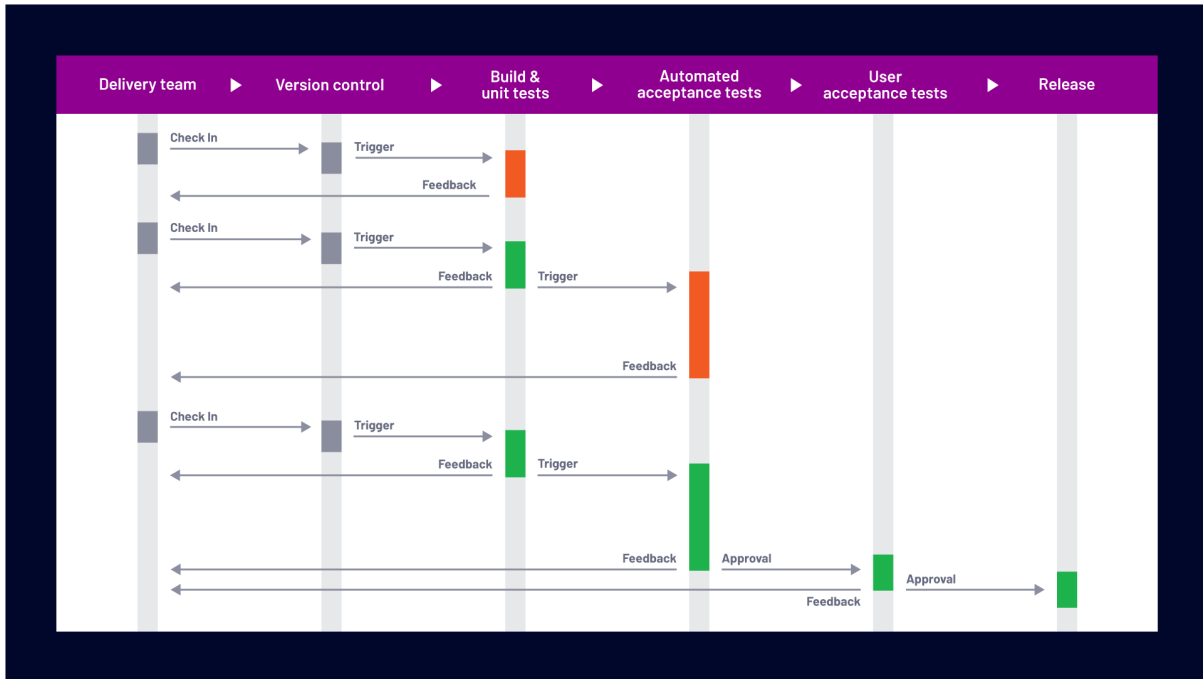 Delivery team
Version control
Build &
unit tests
Automated
acceptance tests
User
acceptance tests
Release
Check In
Trigger
Feedback
Check In
Trigger
Feedback
Trigger
Feedback
Check In
Trigger
Feedback
Trigger
Feedback
Approval
Approval
Feedback